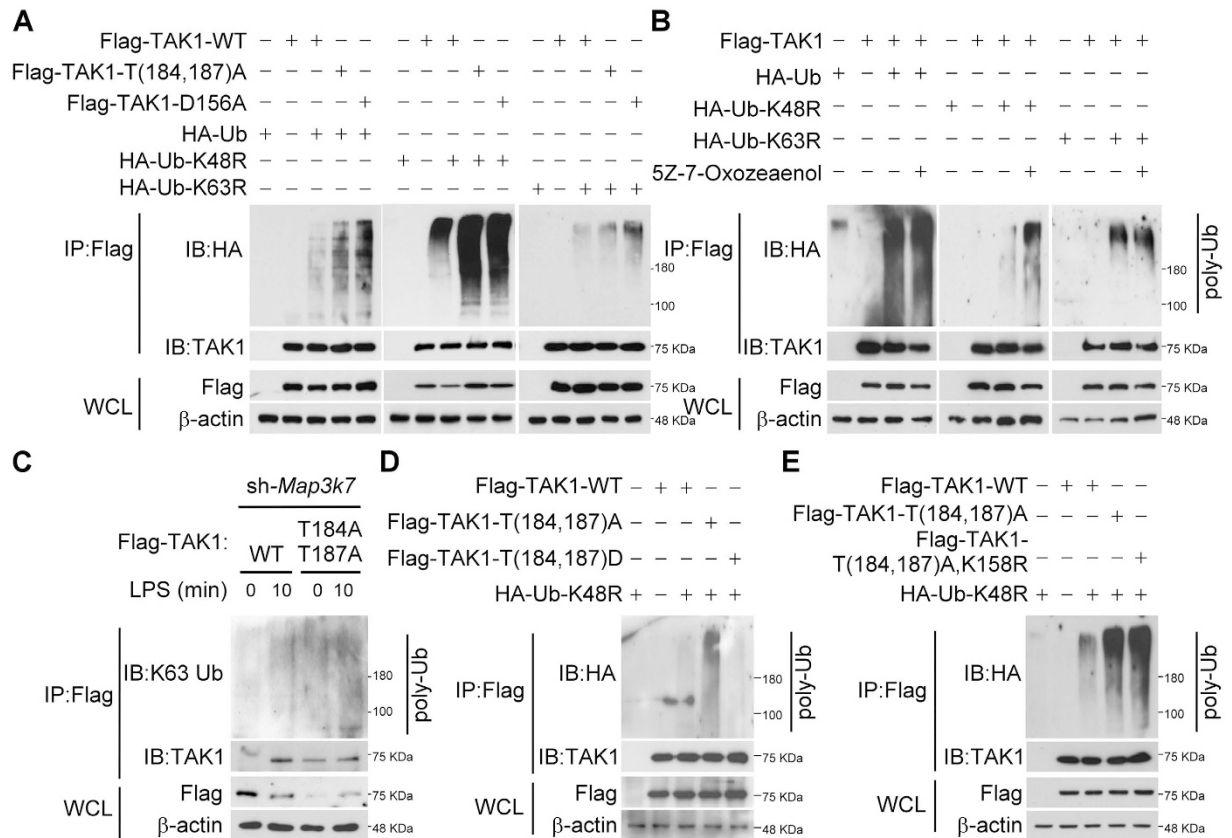 A
Flag-TAK1-WT – + + – – – + + – – – + + – –
Flag-TAK1-T(184,187)A – – – + – – – – + – – – – + –
Flag-TAK1-D156A – – – – + – – – – + – – – – +
HA-Ub + – + + +
HA-Ub-K48R + – + + +
HA-Ub-K63R + – + + +
IP:Flag
IB:HA
180
100
IB:TAK1
75 KDa
WCL
Flag
75 KDa
β-actin
48 KDa
B
Flag-TAK1 – + + + – + + + – + + +
HA-Ub + – + + – – – – – – – –
HA-Ub-K48R – – – – + – + + – – – –
HA-Ub-K63R – – – – – – – – + – + +
5Z-7-Oxozeaenol – – – + – – – + – – – +
IP:Flag
IB:HA
180
100
poly-Ub
IB:TAK1
75 KDa
WCL
Flag
75 KDa
β-actin
48 KDa
C
sh-Map3k7
Flag-TAK1:
WT
T184A
T187A
LPS (min) 0 10 0 10
IP:Flag
IB:K63 Ub
180
100
poly-Ub
IB:TAK1
75 KDa
WCL
Flag
75 KDa
β-actin
48 KDa
D
Flag-TAK1-WT – + + – –
Flag-TAK1-T(184,187)A – – – + –
Flag-TAK1-T(184,187)D – – – – +
HA-Ub-K48R + – + + +
IP:Flag
IB:HA
180
100
poly-Ub
IB:TAK1
75 KDa
WCL
Flag
75 KDa
β-actin
48 KDa
E
Flag-TAK1-WT – + + – –
Flag-TAK1-T(184,187)A – – – + –
Flag-TAK1-
T(184,187)A,K158R – – – – +
HA-Ub-K48R + – + + +
IP:Flag
IB:HA
180
100
poly-Ub
IB:TAK1
75 KDa
WCL
Flag
75 KDa
β-actin
48 KDa